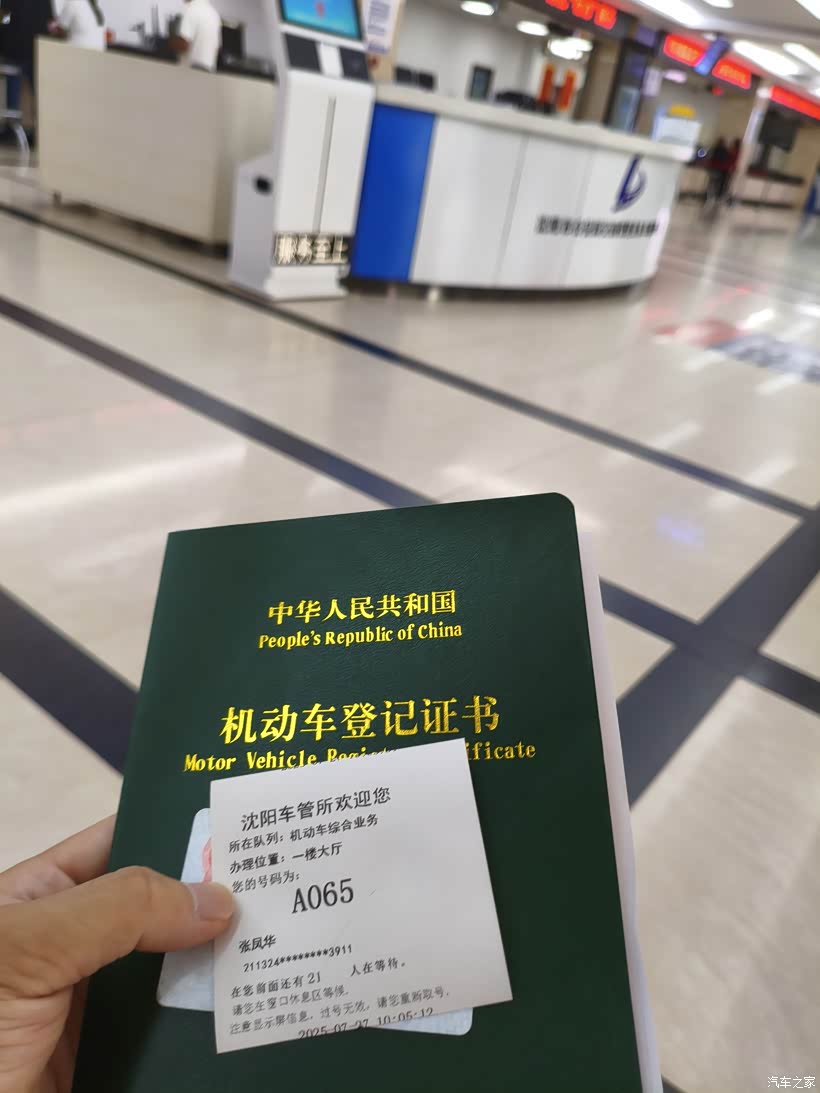 服务至上
中华人民共和国
People's Republic of China
机动车登记证书
Motor Vehicle
沈阳车管所欢迎您
所在队列：机动车综合业务
办理位置：一楼大厅
您的号码为：
A065
张凤华
211324********3911
在您前面还有21 人在等待。
请您在窗口休息区等候，
注意显示屏信息，过号无效，请您重新取号。
2025-07-27 10:05:12
汽车之家